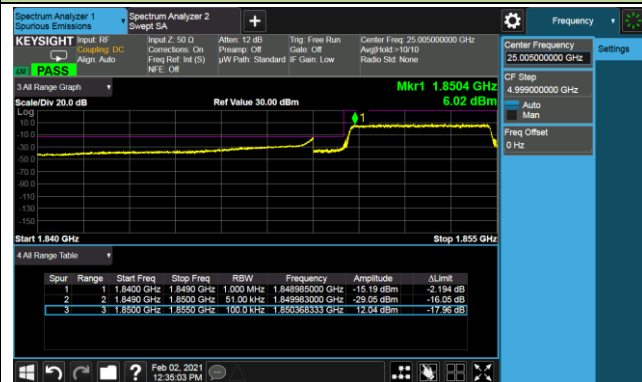 Spectrum Analyzer 1
Spurious Emissions
Spectrum Analyzer 2
Swept SA
Frequency
KEYSIGHT
Input: RF
Coupling: DC
Align: Auto
Input Z: 50 Ω
Corrections: On
Freq Ref: Int (S)
NFE: Off
Atten: 12 dB
Preamp: Off
µW Path: Standard
Trig: Free Run
Gate: Off
IF Gain: Low
Center Freq: 25.005000000 GHz
Avg|Hold:>10/10
Radio Std: None
PASS
Center Frequency
25.005000000 GHz
Settings
CF Step
4.999000000 GHz
Auto
Man
Freq Offset
0 Hz
3 All Range Graph
Mkr1 1.8504 GHz
Scale/Div 20.0 dB
Ref Value 30.00 dBm
6.02 dBm
Log
10.0
-10.0
-30.0
-50.0
-70.0
-90.0
-110
-130
-150
1
Start 1.840 GHz
Stop 1.855 GHz
4 All Range Table
Spur Range Start Freq Stop Freq RBW Frequency Amplitude ΔLimit
1 1 1.8400 GHz 1.8490 GHz 1.000 MHz 1.848985000 GHz -15.19 dBm -2.194 dB
2 2 1.8490 GHz 1.8500 GHz 51.00 kHz 1.849983000 GHz -29.05 dBm -16.05 dB
3 3 1.8500 GHz 1.8550 GHz 100.0 kHz 1.850368333 GHz 12.04 dBm -17.96 dB
Feb 02, 2021
12:35:03 PM